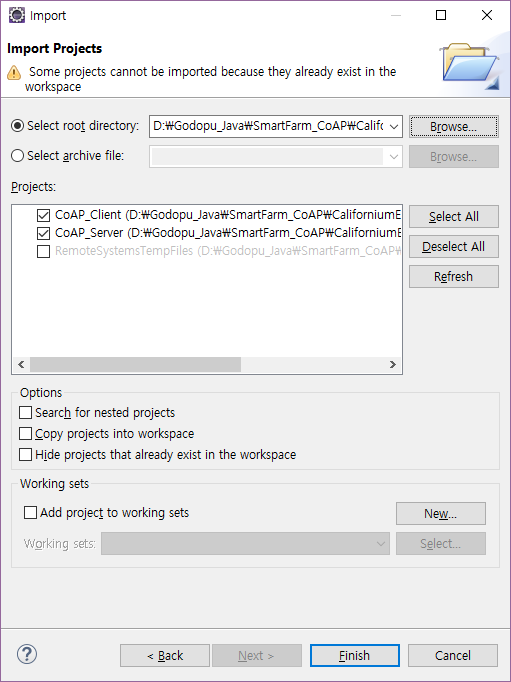 Import
Import Projects
Some projects cannot be imported because they already exist in the
workspace
Select root directory:
D:₩Godopu_Java₩SmartFarm_CoAP₩Califo
Browse...
Select archive file:
Browse...
Projects:
CoAP_Client (D:₩Godopu_Java₩SmartFarm_CoAP₩CaliforniumE
CoAP_Server (D:₩Godopu_Java₩SmartFarm_CoAP₩CaliforniumE
RemoteSystemsTempFiles (D:₩Godopu_Java₩SmartFarm_CoAP₩
Select All
Deselect All
Refresh
Options
Search for nested projects
Copy projects into workspace
Hide projects that already exist in the workspace
Working sets
Add project to working sets
New...
Working sets:
Select...
?
< Back
Next >
Finish
Cancel